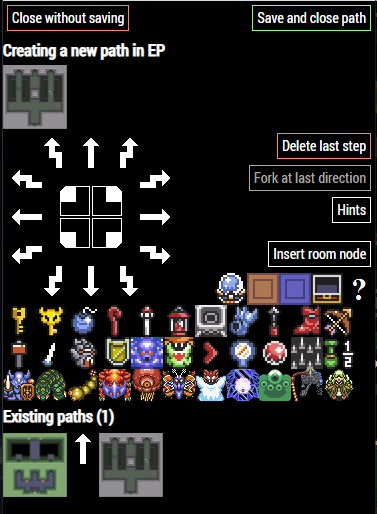 Close without saving
Save and close path
Creating a new path in EP
Delete last step
Fork at last direction
Hints
Insert room node
?
1/2
Existing paths (1)